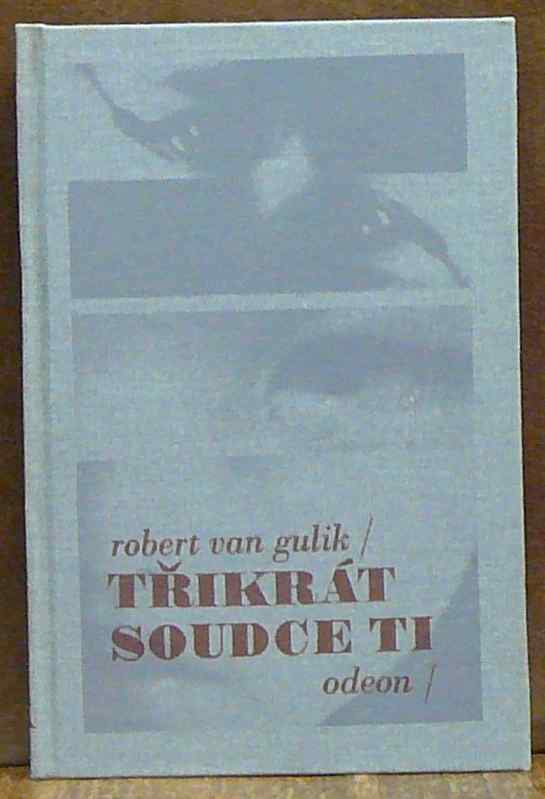 robert van gulik /
TŘIKRÁT
SOUDCE TI
odeon /